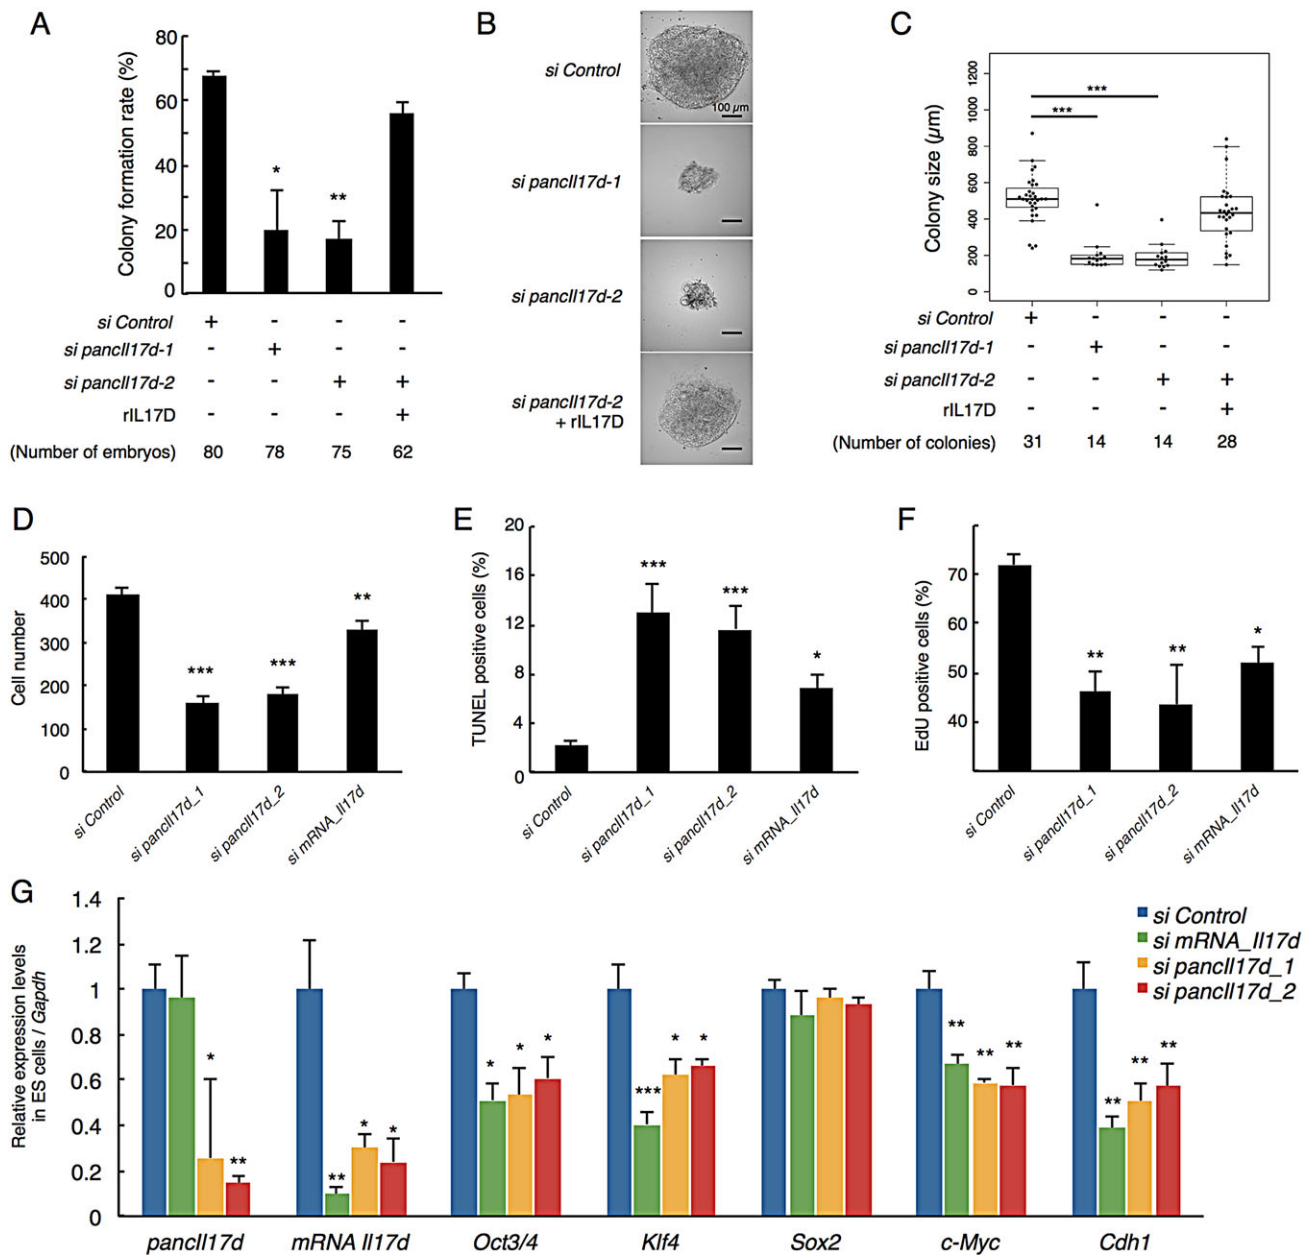 A
Colony formation rate (%)
80
60
40
20
0
*
**
si Control + - - -
si pancIl17d-1 - + - -
si pancIl17d-2 - - + +
rIL17D - - - +
(Number of embryos) 80 78 75 62
B
si Control
100 µm
si pancIl17d-1
si pancIl17d-2
si pancIl17d-2
+ rIL17D
C
Colony size (µm)
1200
1000
800
600
400
200
0
***
***
si Control + - - -
si pancIl17d-1 - + - -
si pancIl17d-2 - - + +
rIL17D - - - +
(Number of colonies) 31 14 14 28
D
Cell number
500
400
300
200
100
0
***
***
**
si Control
si pancIl17d_1
si pancIl17d_2
si mRNA_Il17d
E
TUNEL positive cells (%)
20
16
12
8
4
0
***
***
*
si Control
si pancIl17d_1
si pancIl17d_2
si mRNA_Il17d
F
EdU positive cells (%)
70
60
50
40
**
**
*
si Control
si pancIl17d_1
si pancIl17d_2
si mRNA_Il17d
G
Relative expression levels
in ES cells / Gapdh
1.4
1.2
1
0.8
0.6
0.4
0.2
0
* **
** * *
* * *
*** * *
** ** **
** ** **
si Control
si mRNA_Il17d
si pancIl17d_1
si pancIl17d_2
pancIl17d mRNA Il17d Oct3/4 Klf4 Sox2 c-Myc Cdh1